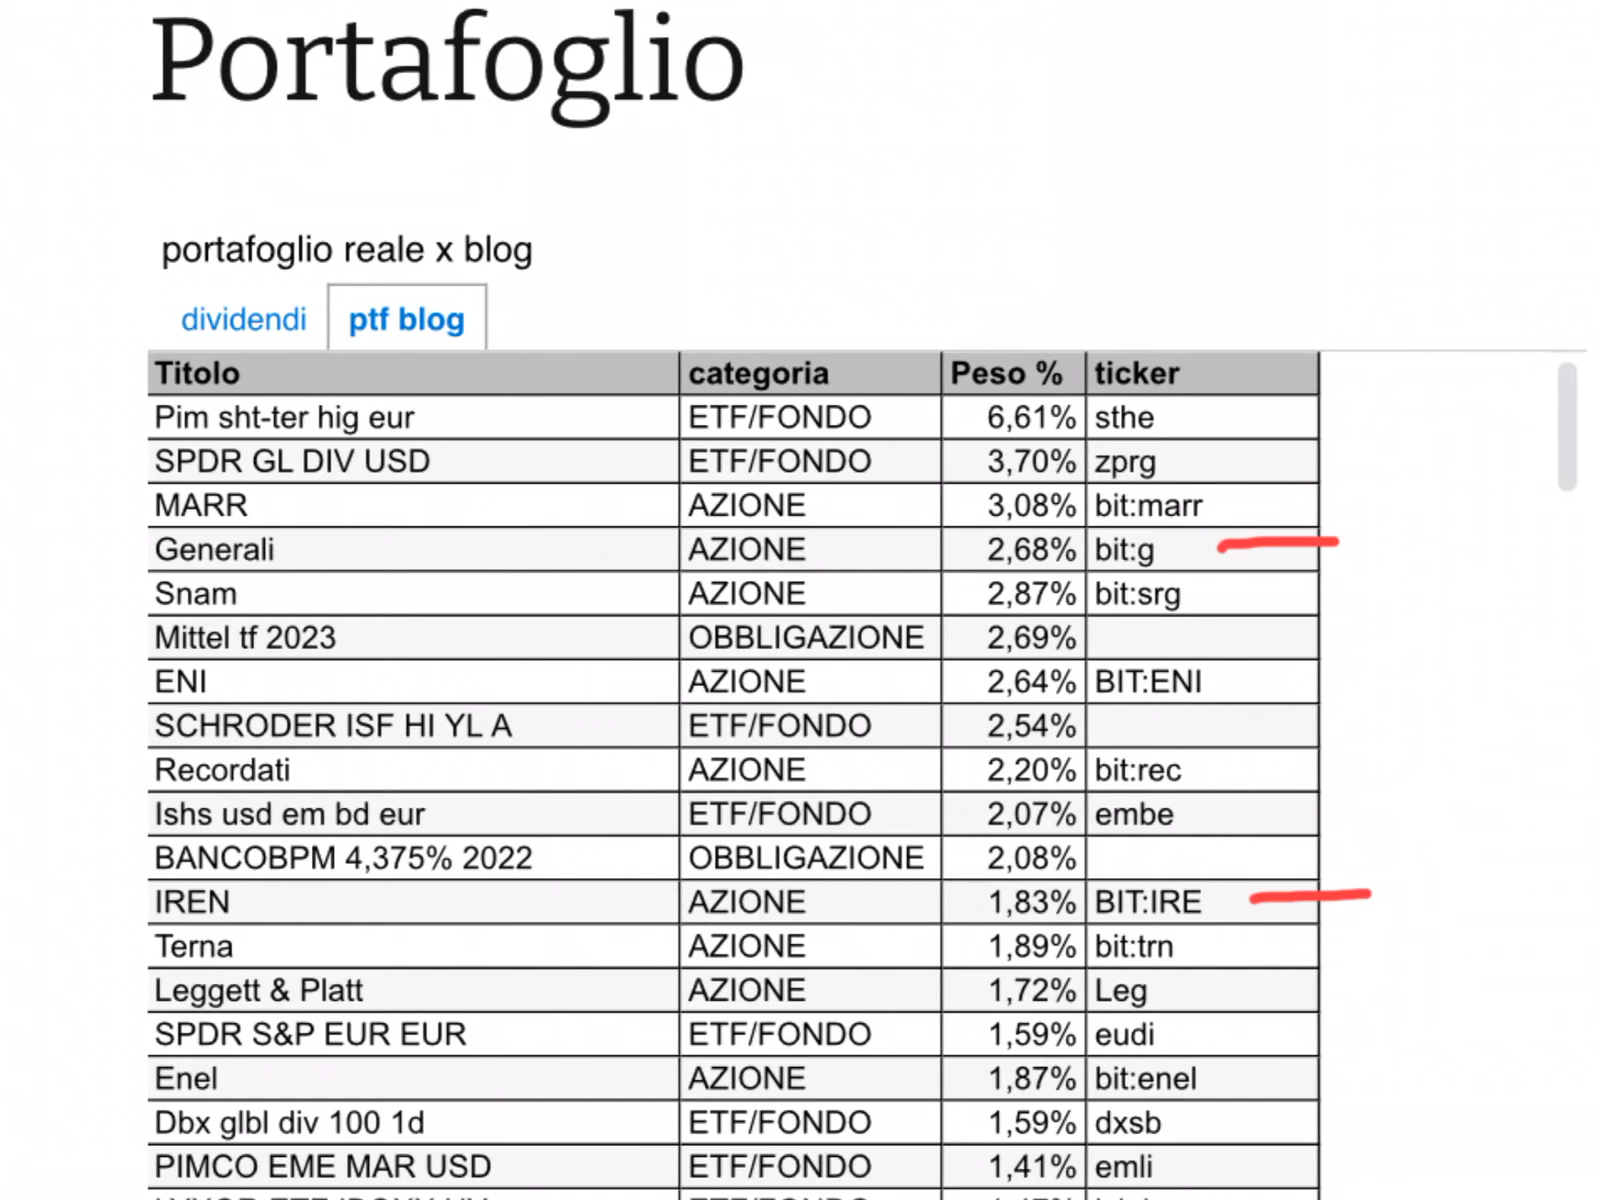 Portafoglio
portafoglio reale x blog
dividendi ptf blog
Titolo categoria Peso % ticker
Pim sht-ter hig eur ETF/FONDO 6,61% sthe
SPDR GL DIV USD ETF/FONDO 3,70% zprg
MARR AZIONE 3,08% bit:marr
Generali AZIONE 2,68% bit:g
Snam AZIONE 2,87% bit:srg
Mittel tf 2023 OBBLIGAZIONE 2,69%
ENI AZIONE 2,64% BIT:ENI
SCHRODER ISF HI YL A ETF/FONDO 2,54%
Recordati AZIONE 2,20% bit:rec
Ishs usd em bd eur ETF/FONDO 2,07% embe
BANCOBPM 4,375% 2022 OBBLIGAZIONE 2,08%
IREN AZIONE 1,83% BIT:IRE
Terna AZIONE 1,89% bit:trn
Leggett & Platt AZIONE 1,72% Leg
SPDR S&P EUR EUR ETF/FONDO 1,59% eudi
Enel AZIONE 1,87% bit:enel
Dbx glbl div 100 1d ETF/FONDO 1,59% dxsb
PIMCO EME MAR USD ETF/FONDO 1,41% emli